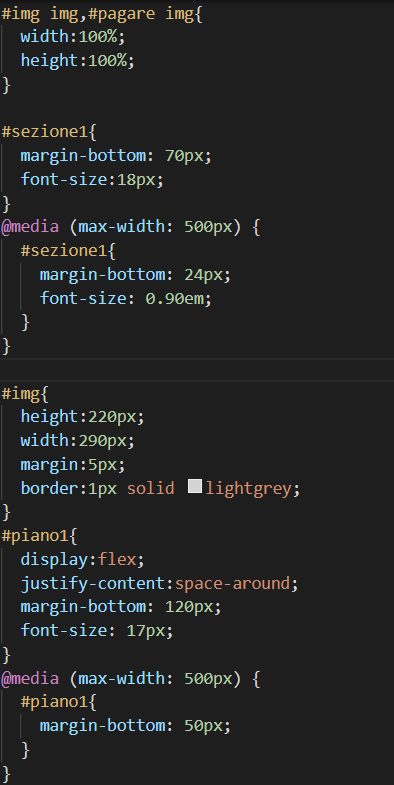 #img img,#pagare img{
  width:100%;
  height:100%;
}

#sezione1{
  margin-bottom: 70px;
  font-size:18px;
}
@media (max-width: 500px) {
  #sezione1{
    margin-bottom: 24px;
    font-size: 0.90em;
  }
}

#img{
  height:220px;
  width:290px;
  margin:5px;
  border:1px solid lightgrey;
}
#piano1{
  display:flex;
  justify-content:space-around;
  margin-bottom: 120px;
  font-size: 17px;
}
@media (max-width: 500px) {
  #piano1{
    margin-bottom: 50px;
  }
}